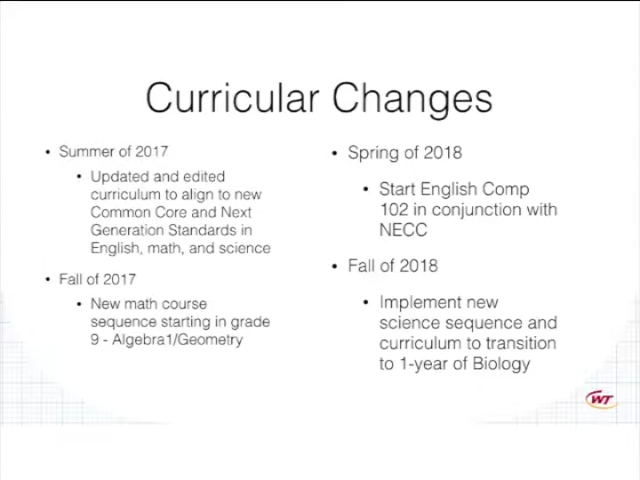 Curricular Changes
• Summer of 2017
• Updated and edited
curriculum to align to new
Common Core and Next
Generation Standards in
English, math, and science
• Fall of 2017
• New math course
sequence starting in grade
9 - Algebra1/Geometry
• Spring of 2018
• Start English Comp
102 in conjunction with
NECC
• Fall of 2018
• Implement new
science sequence and
curriculum to transition
to 1-year of Biology
WT